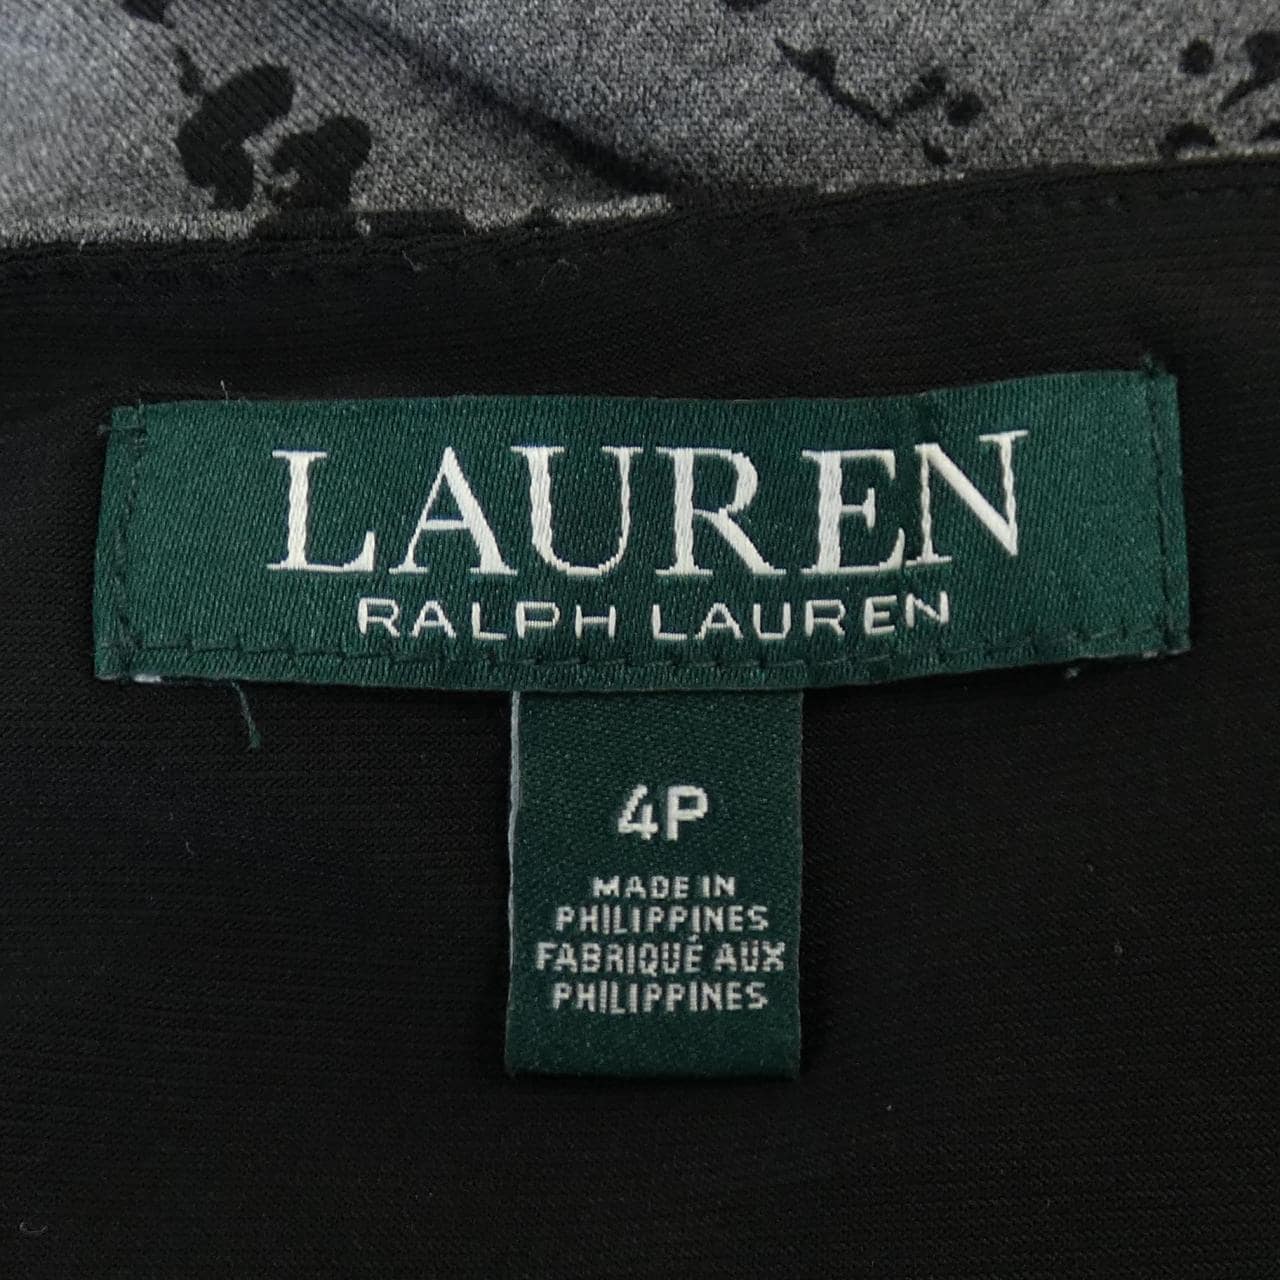 LAUREN
RALPH LAUREN
4P
MADE IN
PHILIPPINES
FABRIQUÉ AUX
PHILIPPINES